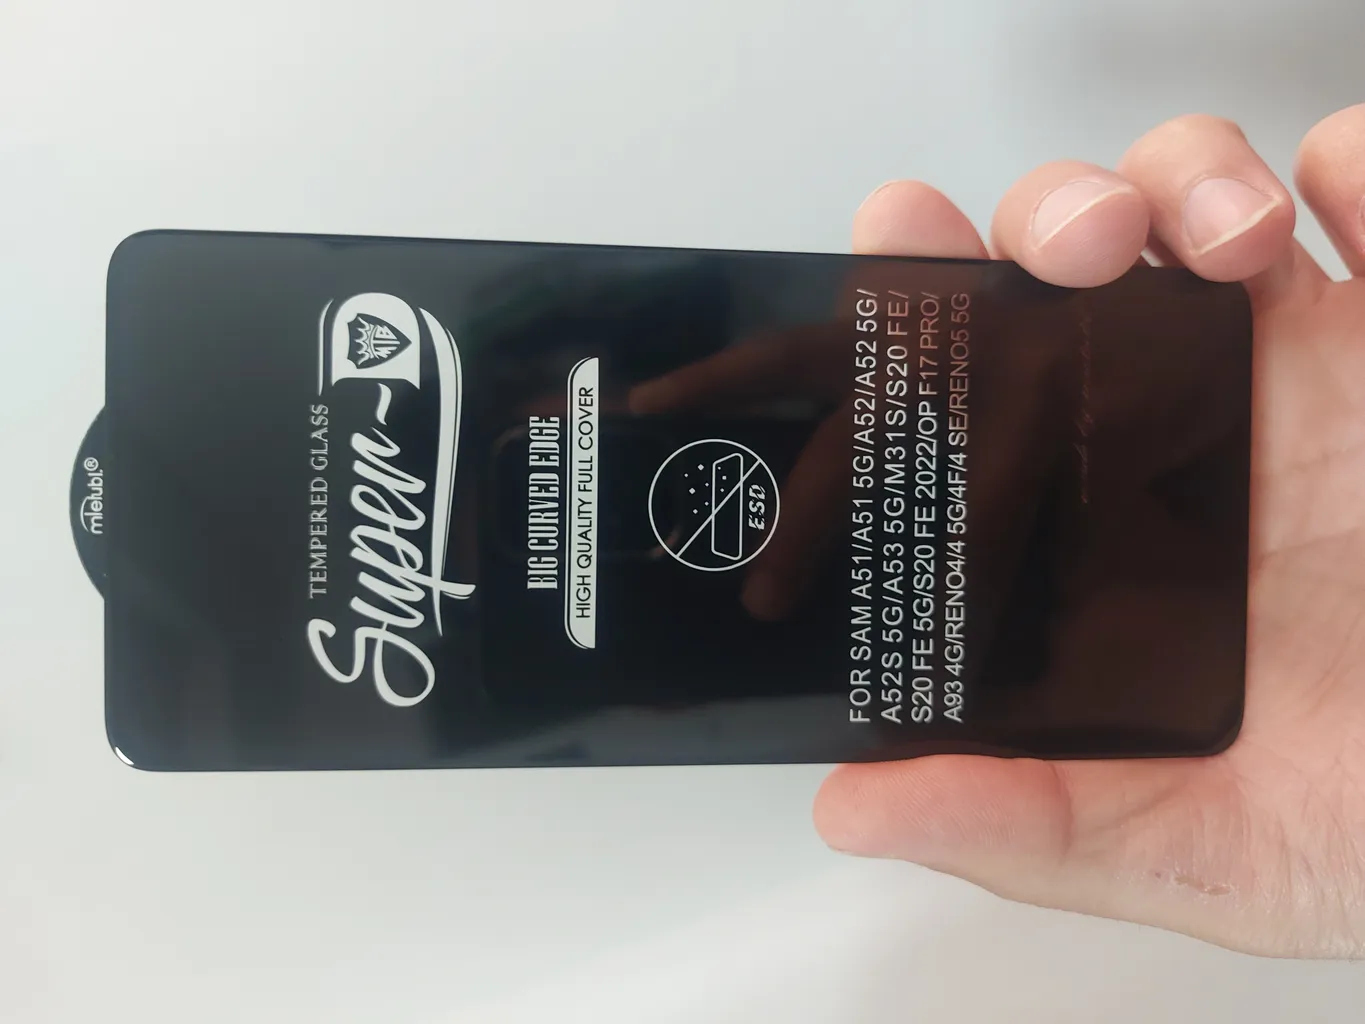 mletubl.®
TEMPERED GLASS
Super
MTB
BIG CURVED EDGE
HIGH QUALITY FULL COVER
ESD
FOR SAM A51/A51 5G/A52/A52 5G/
A52S 5G/A53 5G/M31S/S20 FE/
S20 FE 5G/S20 FE 2022/OP F17 PRO/
A93 4G/RENO4/4 5G/4F/4 SE/RENO5 5G